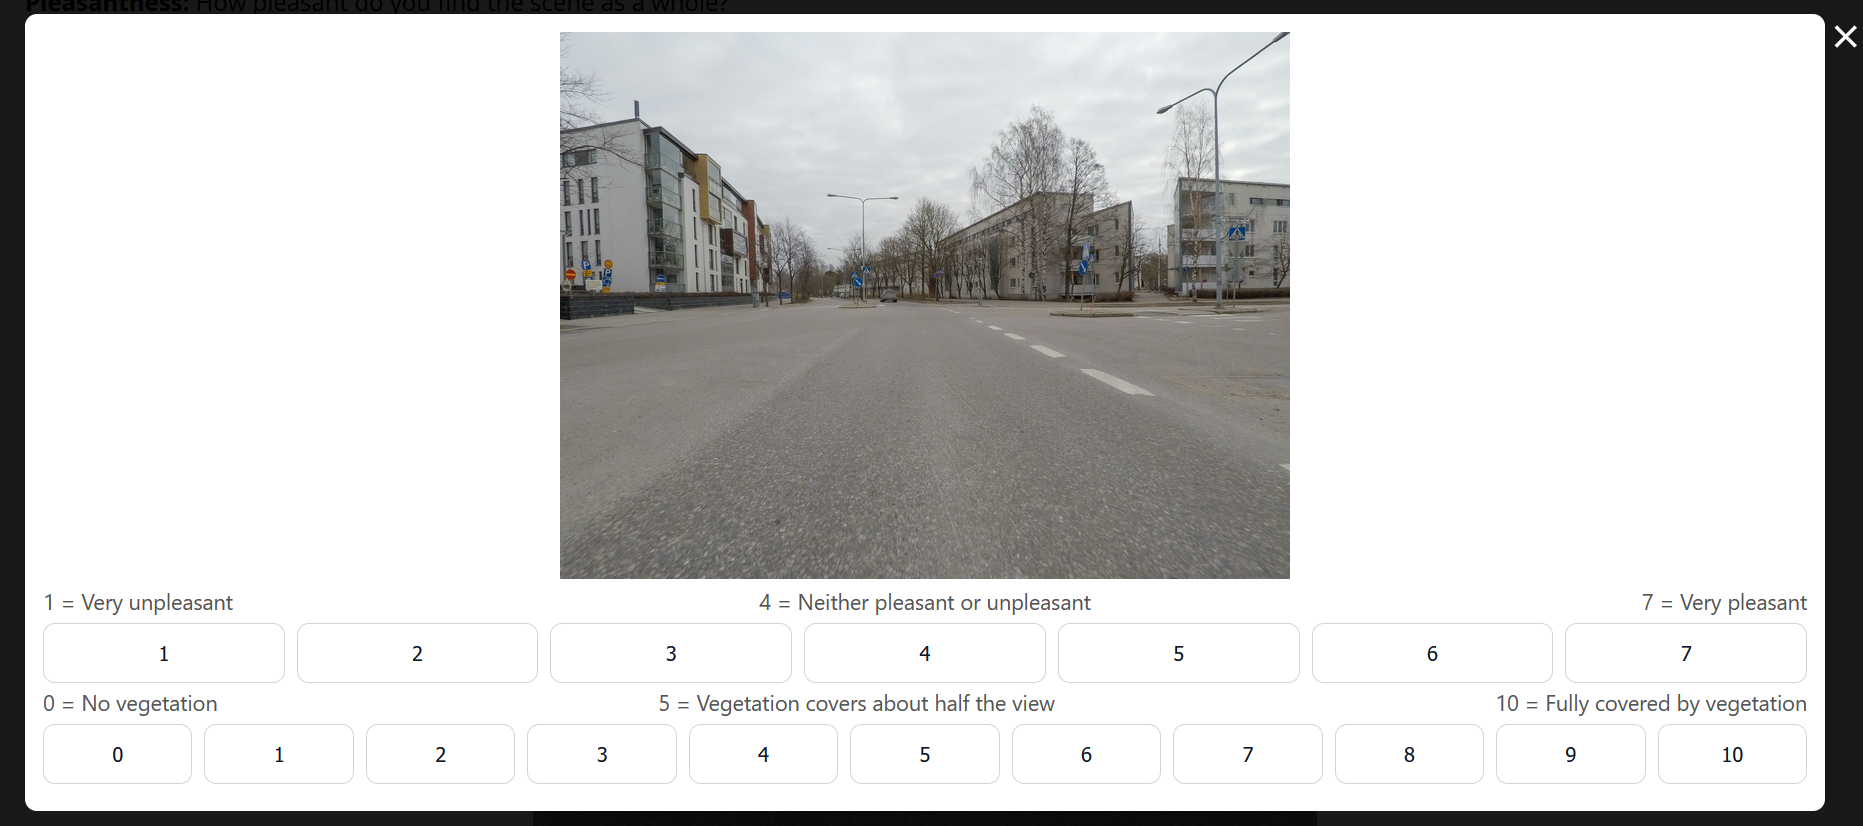 Pleasantness: How pleasant do you find the scene as a whole?
1 = Very unpleasant
4 = Neither pleasant or unpleasant
7 = Very pleasant
1 2 3 4 5 6 7
0 = No vegetation
5 = Vegetation covers about half the view
10 = Fully covered by vegetation
0 1 2 3 4 5 6 7 8 9 10